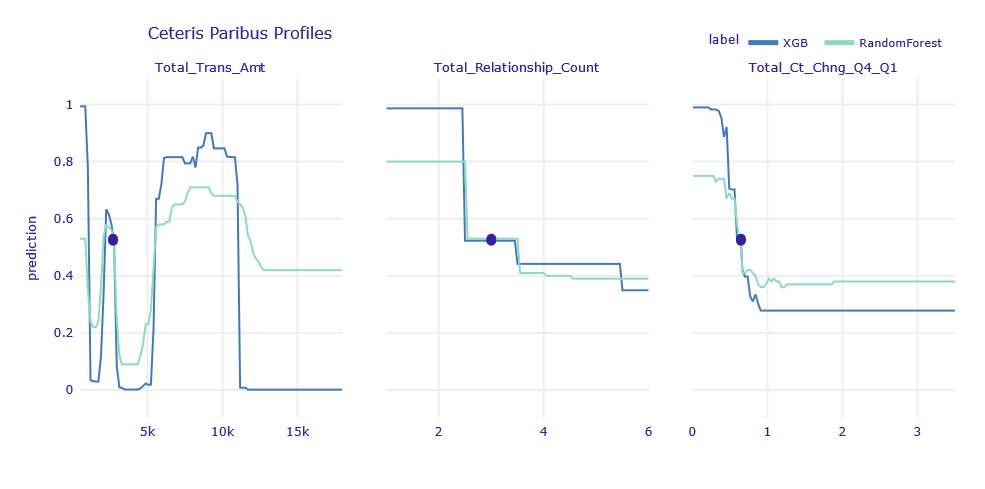 Ceteris Paribus Profiles
label XGB RandomForest
Total_Trans_Amt Total_Relationship_Count Total_Ct_Chng_Q4_Q1
prediction
1
0.8
0.6
0.4
0.2
0
5k 10k 15k 2 4 6 0 1 2 3